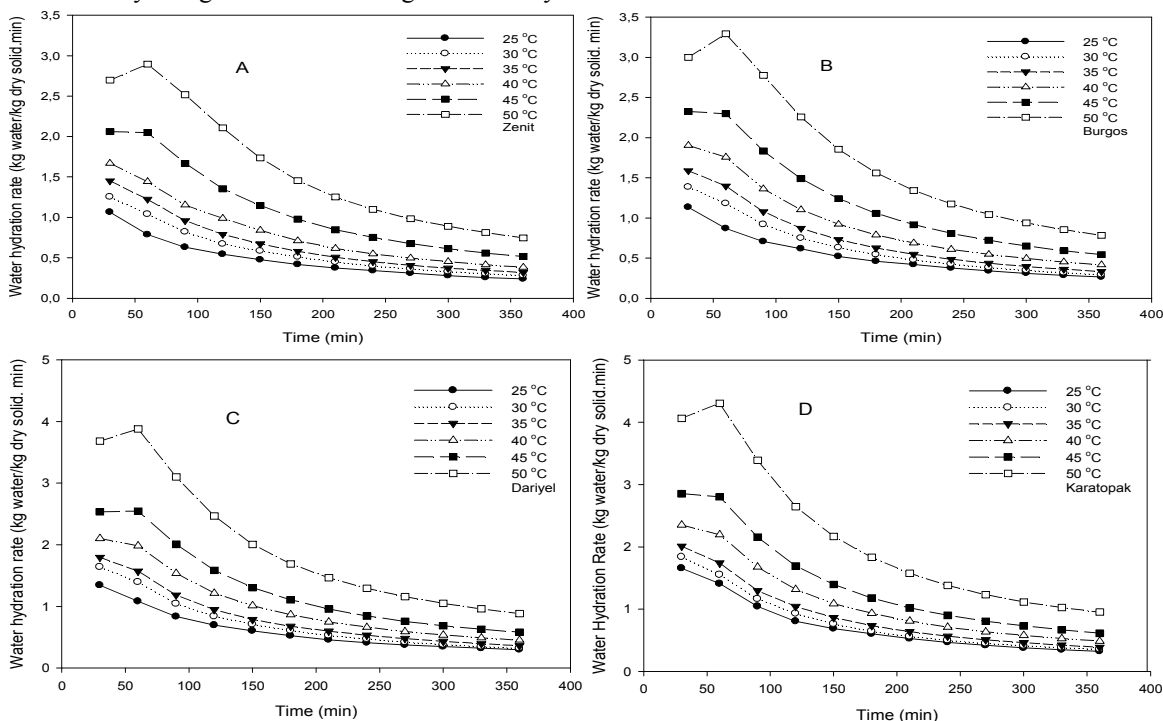 3,5
3,0
2,5
2,0
1,5
1,0
0,5
0,0
0 50 100 150 200 250 300 350 400
Time (min)
Water hydration rate (kg water/kg dry solid.min)
A
25 °C
30 °C
35 °C
40 °C
45 °C
50 °C
Zenit
3,5
3,0
2,5
2,0
1,5
1,0
0,5
0,0
0 50 100 150 200 250 300 350 400
Time (min)
Water hydration rate (kg water/kg dry solid. min)
B
25 °C
30 °C
35 °C
40 °C
45 °C
50 °C
Burgos
5
4
3
2
1
0
0 50 100 150 200 250 300 350 400
Time (min)
Water hydration rate (kg water/kg dry solid. min)
C
25 °C
30 °C
35 °C
40 °C
45 °C
50 °C
Dariyel
5
4
3
2
1
0
0 50 100 150 200 250 300 350 400
Time (min)
Water hydration Rate (kg water/kg dry solid.min)
D
25 °C
30 °C
35 °C
40 °C
45 °C
50 °C
Karatopak